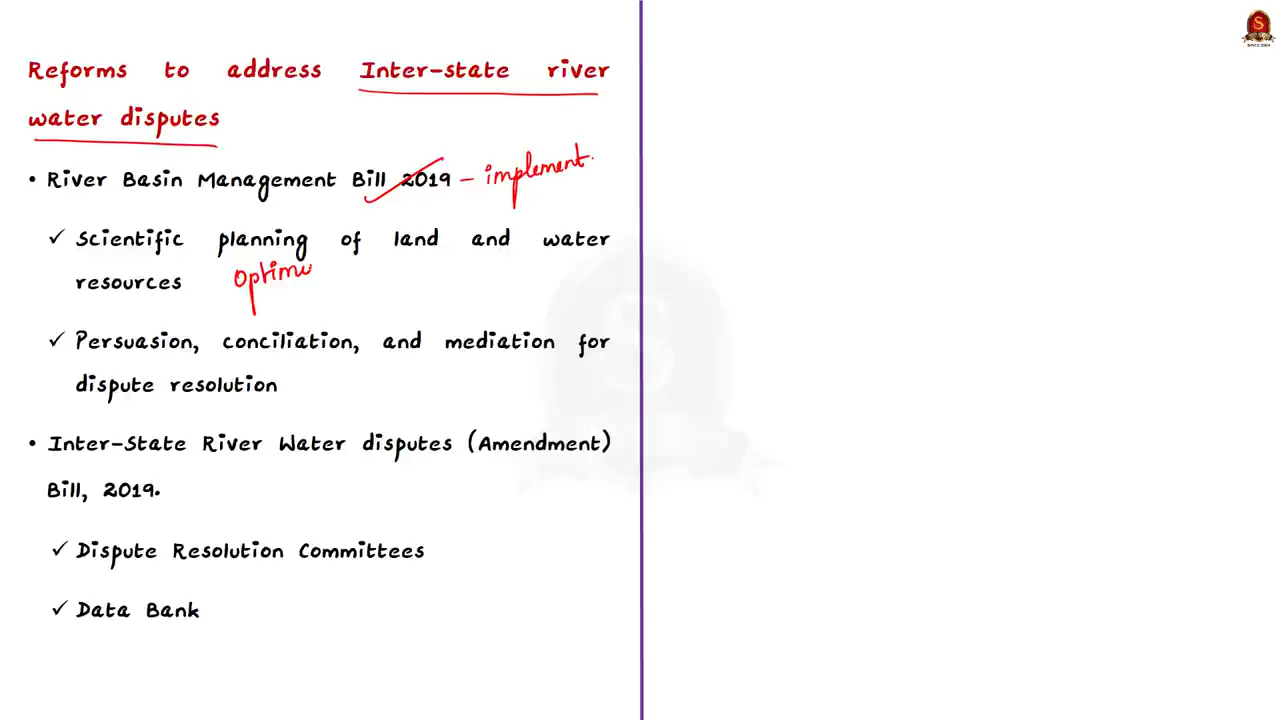 Reforms to address Inter-state river
water disputes
• River Basin Management Bill 2019 - implement.
✓ Scientific planning of land and water
resources optimu
✓ Persuasion, conciliation, and mediation for
dispute resolution
• Inter-State River Water disputes (Amendment)
Bill, 2019.
✓ Dispute Resolution Committees
✓ Data Bank
S
SINCE 2004